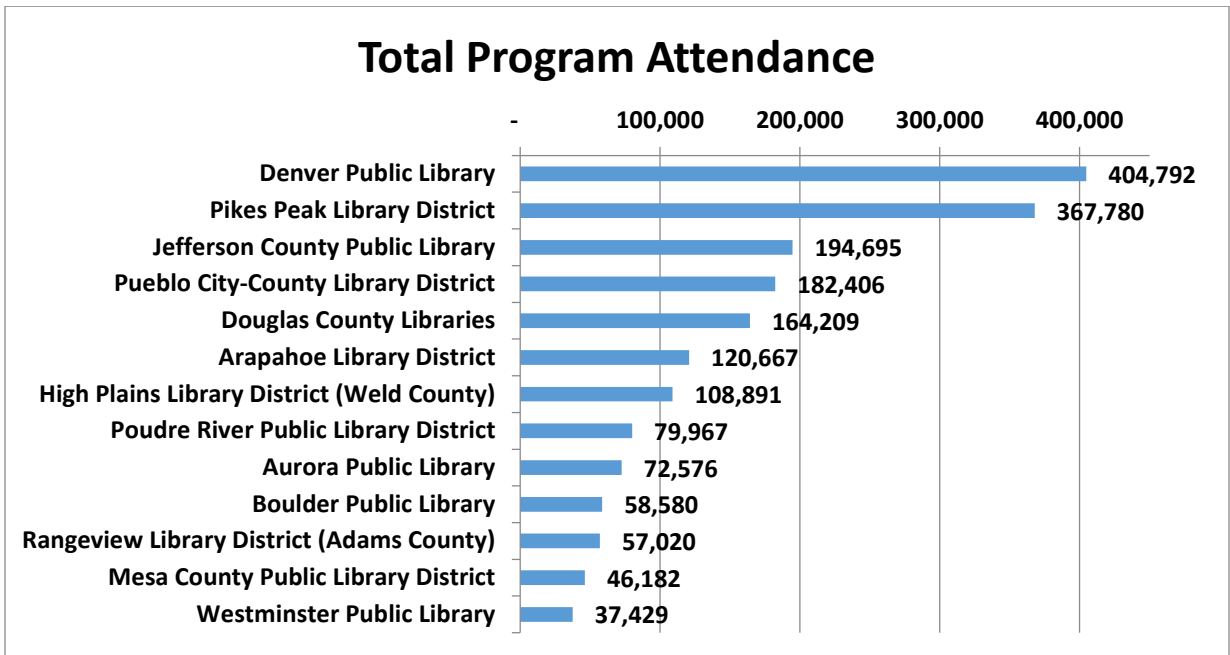 Total Program Attendance
- 100,000 200,000 300,000 400,000
Denver Public Library 404,792
Pikes Peak Library District 367,780
Jefferson County Public Library 194,695
Pueblo City-County Library District 182,406
Douglas County Libraries 164,209
Arapahoe Library District 120,667
High Plains Library District (Weld County) 108,891
Poudre River Public Library District 79,967
Aurora Public Library 72,576
Boulder Public Library 58,580
Rangeview Library District (Adams County) 57,020
Mesa County Public Library District 46,182
Westminster Public Library 37,429